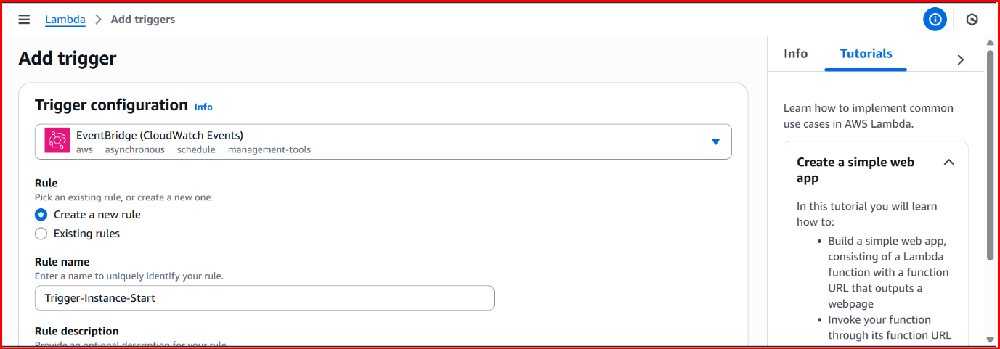 Lambda > Add triggers
Add trigger
Trigger configuration Info
EventBridge (CloudWatch Events)
aws asynchronous schedule management-tools
Rule
Pick an existing rule, or create a new one.
Create a new rule
Existing rules
Rule name
Enter a name to uniquely identify your rule.
Trigger-Instance-Start
Rule description
Provide an optional description for your rule.
Info Tutorials
Learn how to implement common
use cases in AWS Lambda.
Create a simple web
app
In this tutorial you will learn
how to:
• Build a simple web app,
consisting of a Lambda
function with a function
URL that outputs a
webpage
• Invoke your function
through its function URL